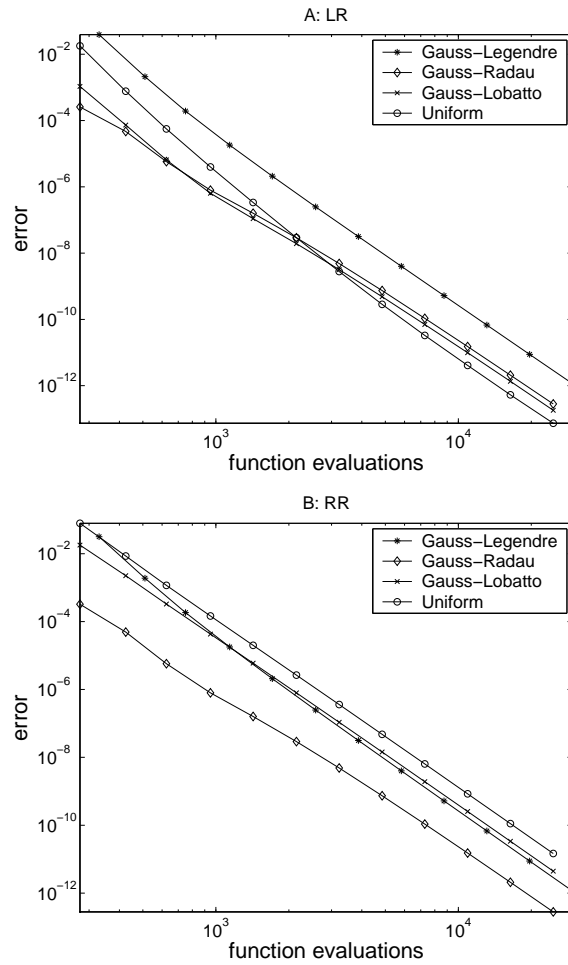 A: LR
10^−2
10^−4
10^−6
10^−8
10^−10
10^−12
error
Gauss−Legendre
Gauss−Radau
Gauss−Lobatto
Uniform
10^3
10^4
function evaluations
B: RR
10^−2
10^−4
10^−6
10^−8
10^−10
10^−12
error
Gauss−Legendre
Gauss−Radau
Gauss−Lobatto
Uniform
10^3
10^4
function evaluations